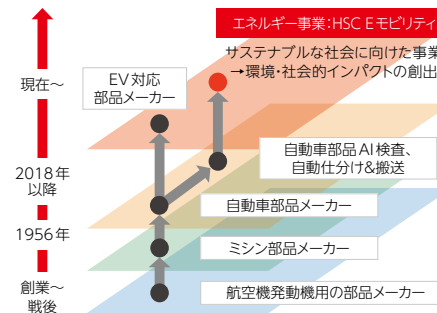 エネルギー事業:HSC Eモビリティ
サステナブルな社会に向けた事業
→環境・社会的インパクトの創出
現在～
EV対応
部品メーカー
自動車部品AI検査、
自動仕分け&搬送
2018年
以降
自動車部品メーカー
1956年
ミシン部品メーカー
創業～
戦後
航空機発動機用の部品メーカー